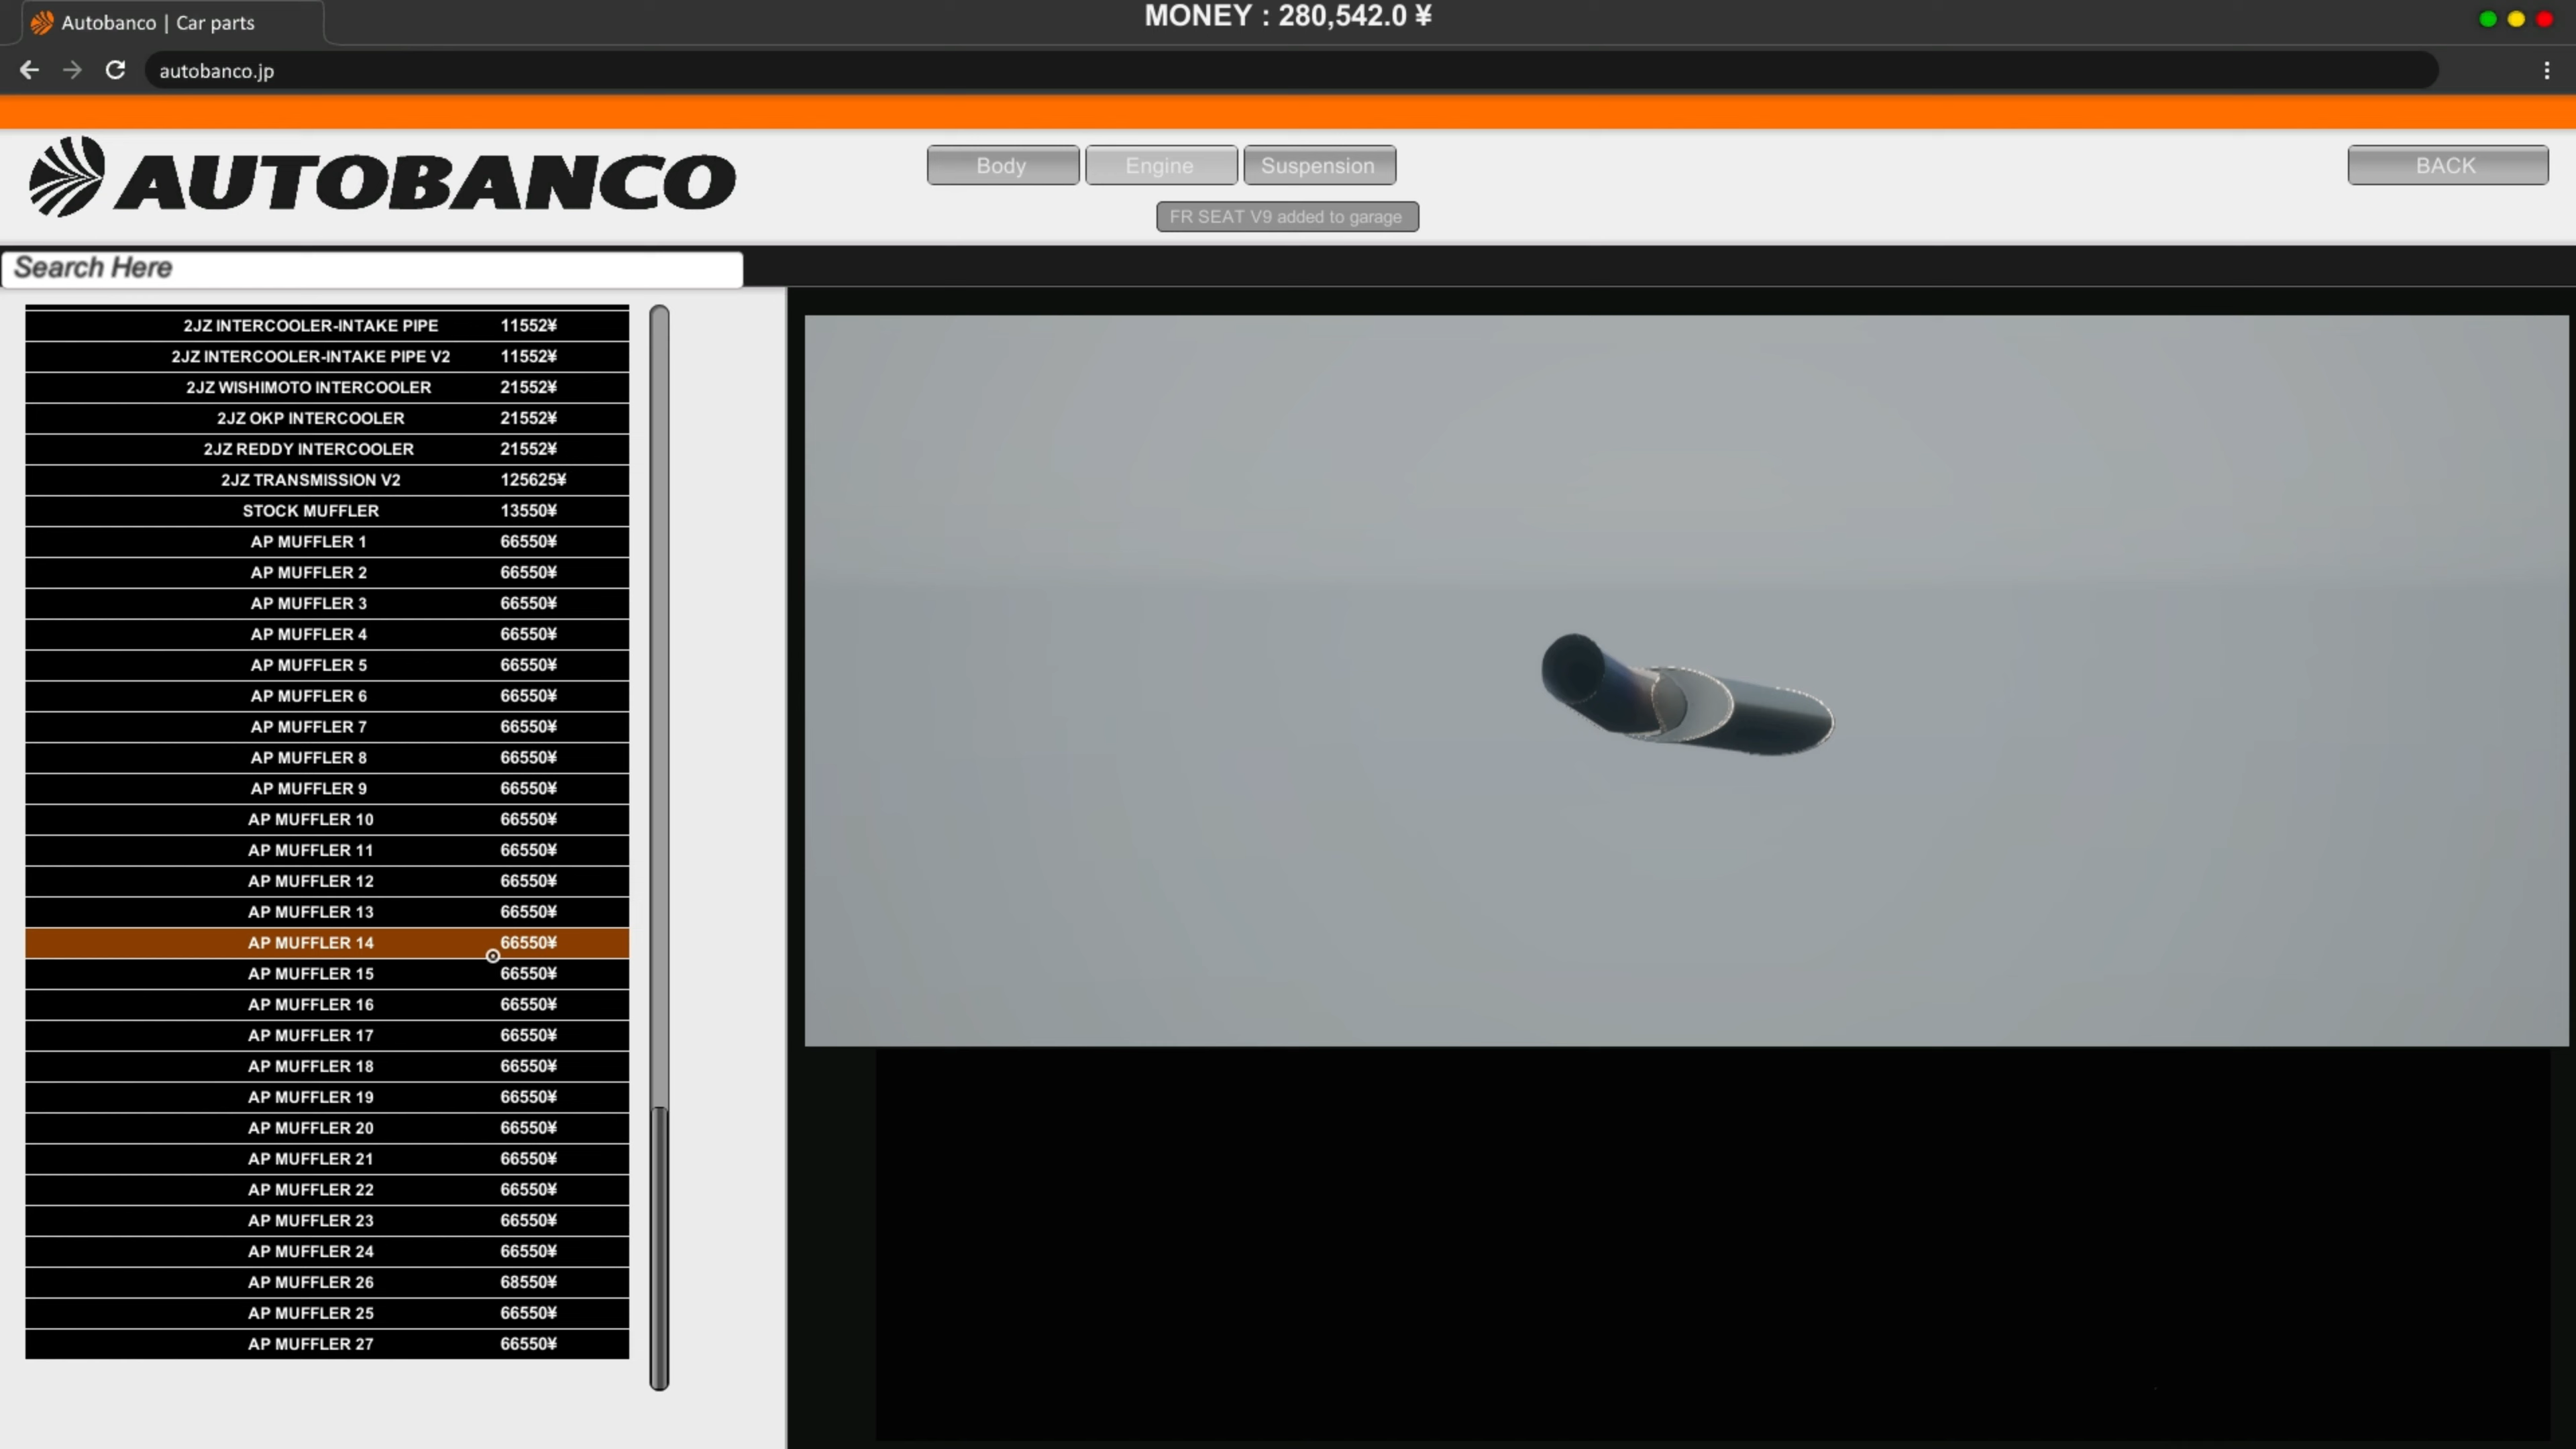 Autobanco | Car parts
MONEY : 280,542.0 ¥
autobanco.jp
AUTOBANCO
Body
Engine
Suspension
BACK
FR SEAT V9 added to garage
Search Here
2JZ INTERCOOLER-INTAKE PIPE 11552¥
2JZ INTERCOOLER-INTAKE PIPE V2 11552¥
2JZ WISHIMOTO INTERCOOLER 21552¥
2JZ OKP INTERCOOLER 21552¥
2JZ REDDY INTERCOOLER 21552¥
2JZ TRANSMISSION V2 125625¥
STOCK MUFFLER 13550¥
AP MUFFLER 1 66550¥
AP MUFFLER 2 66550¥
AP MUFFLER 3 66550¥
AP MUFFLER 4 66550¥
AP MUFFLER 5 66550¥
AP MUFFLER 6 66550¥
AP MUFFLER 7 66550¥
AP MUFFLER 8 66550¥
AP MUFFLER 9 66550¥
AP MUFFLER 10 66550¥
AP MUFFLER 11 66550¥
AP MUFFLER 12 66550¥
AP MUFFLER 13 66550¥
AP MUFFLER 14 66550¥
AP MUFFLER 15 66550¥
AP MUFFLER 16 66550¥
AP MUFFLER 17 66550¥
AP MUFFLER 18 66550¥
AP MUFFLER 19 66550¥
AP MUFFLER 20 66550¥
AP MUFFLER 21 66550¥
AP MUFFLER 22 66550¥
AP MUFFLER 23 66550¥
AP MUFFLER 24 66550¥
AP MUFFLER 26 68550¥
AP MUFFLER 25 66550¥
AP MUFFLER 27 66550¥